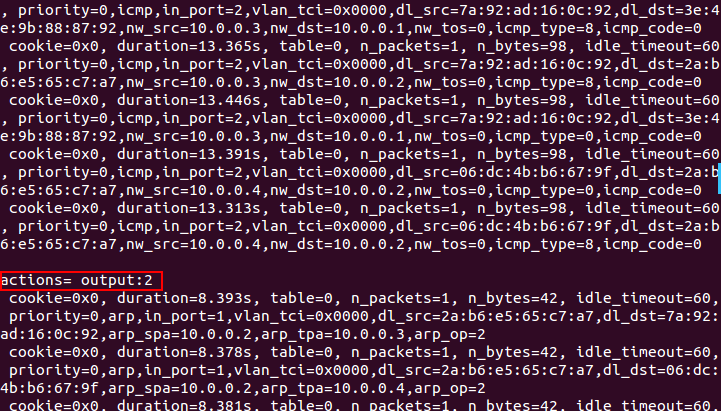 , priority=0,icmp,in_port=2,vlan_tci=0x0000,dl_src=7a:92:ad:16:0c:92,dl_dst=3e:4
e:9b:88:87:92,nw_src=10.0.0.3,nw_dst=10.0.0.1,nw_tos=0,icmp_type=8,icmp_code=0
cookie=0x0, duration=13.365s, table=0, n_packets=1, n_bytes=98, idle_timeout=60
, priority=0,icmp,in_port=2,vlan_tci=0x0000,dl_src=7a:92:ad:16:0c:92,dl_dst=2a:b
6:e5:65:c7:a7,nw_src=10.0.0.3,nw_dst=10.0.0.2,nw_tos=0,icmp_type=8,icmp_code=0
cookie=0x0, duration=13.446s, table=0, n_packets=1, n_bytes=98, idle_timeout=60
, priority=0,icmp,in_port=2,vlan_tci=0x0000,dl_src=7a:92:ad:16:0c:92,dl_dst=3e:4
e:9b:88:87:92,nw_src=10.0.0.3,nw_dst=10.0.0.1,nw_tos=0,icmp_type=0,icmp_code=0
cookie=0x0, duration=13.391s, table=0, n_packets=1, n_bytes=98, idle_timeout=60
, priority=0,icmp,in_port=2,vlan_tci=0x0000,dl_src=06:dc:4b:b6:67:9f,dl_dst=2a:b
6:e5:65:c7:a7,nw_src=10.0.0.4,nw_dst=10.0.0.2,nw_tos=0,icmp_type=0,icmp_code=0
cookie=0x0, duration=13.313s, table=0, n_packets=1, n_bytes=98, idle_timeout=60
, priority=0,icmp,in_port=2,vlan_tci=0x0000,dl_src=06:dc:4b:b6:67:9f,dl_dst=2a:b
6:e5:65:c7:a7,nw_src=10.0.0.4,nw_dst=10.0.0.2,nw_tos=0,icmp_type=8,icmp_code=0
actions= output:2
cookie=0x0, duration=8.393s, table=0, n_packets=1, n_bytes=42, idle_timeout=60,
priority=0,arp,in_port=1,vlan_tci=0x0000,dl_src=2a:b6:e5:65:c7:a7,dl_dst=7a:92:
ad:16:0c:92,arp_spa=10.0.0.2,arp_tpa=10.0.0.3,arp_op=2
cookie=0x0, duration=8.378s, table=0, n_packets=1, n_bytes=42, idle_timeout=60,
priority=0,arp,in_port=1,vlan_tci=0x0000,dl_src=2a:b6:e5:65:c7:a7,dl_dst=06:dc:
4b:b6:67:9f,arp_spa=10.0.0.2,arp_tpa=10.0.0.4,arp_op=2
cookie=0x0, duration=8.381s, table=0, n_packets=1, n_bytes=42, idle_timeout=60